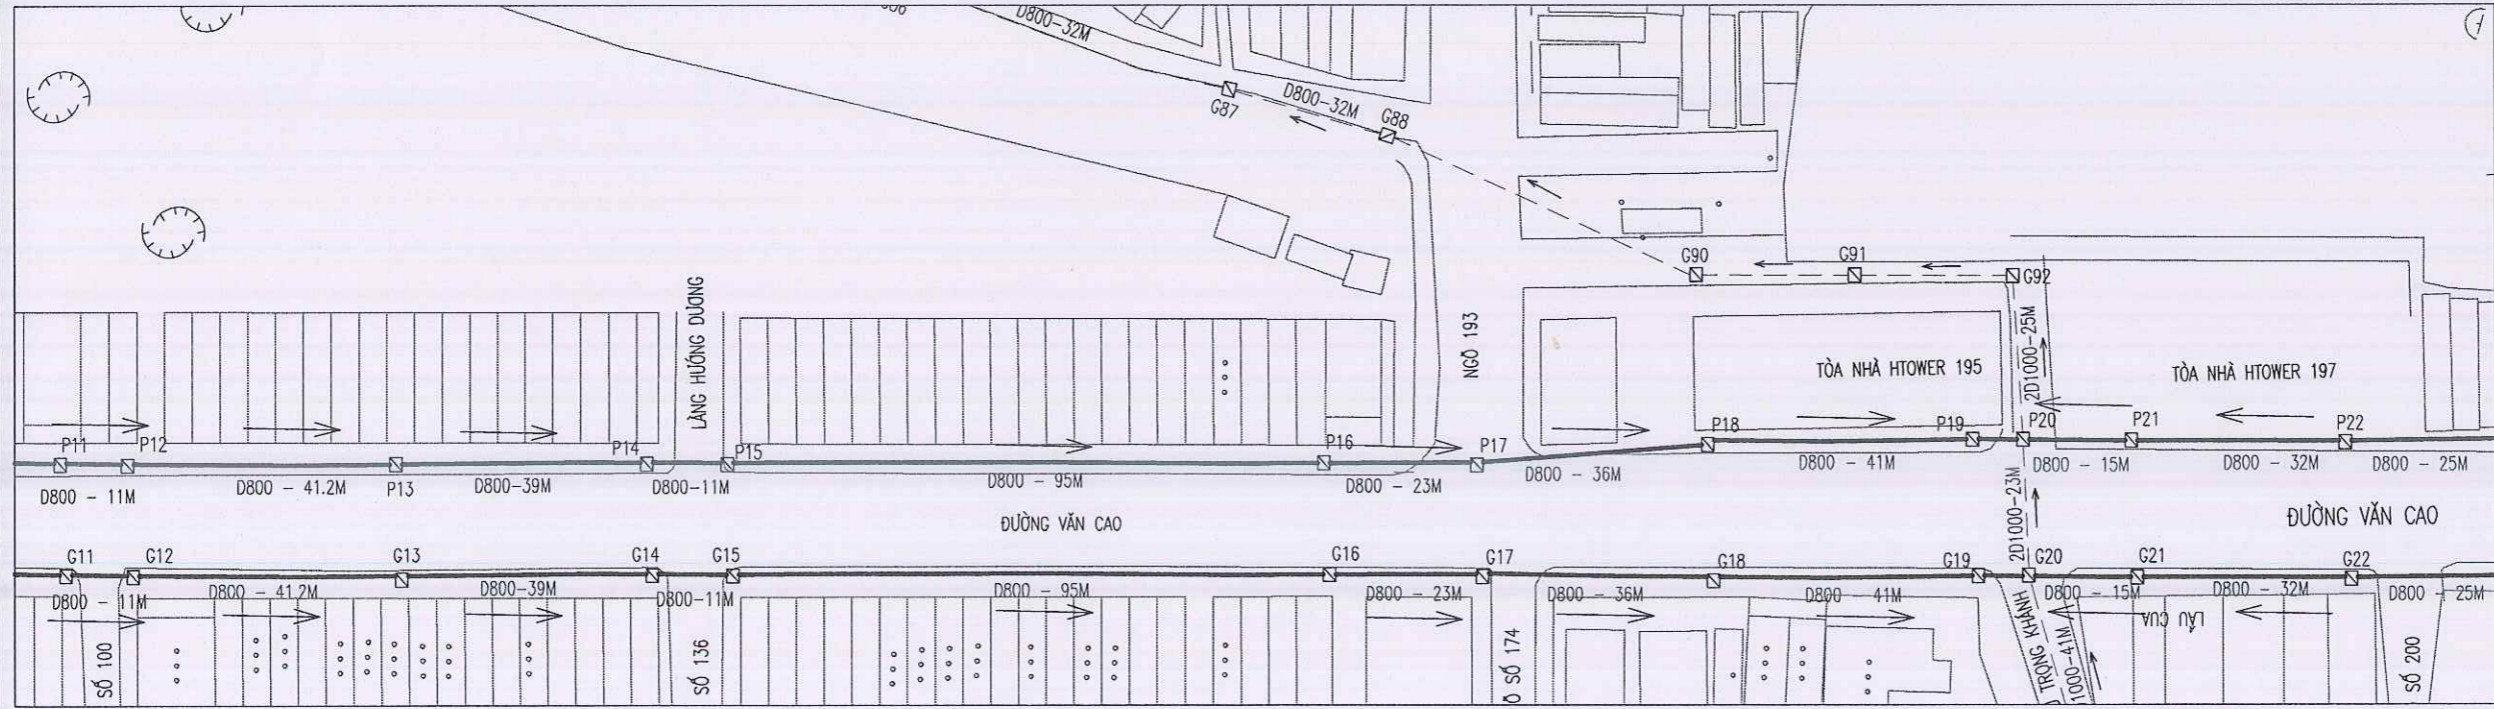 D800-32M
G87
D800-32M
G88
G90
G91
G92
LÀNG HƯỚNG DƯƠNG
NGÕ 193
TÒA NHÀ HTOWER 195
2D1000-25M
TÒA NHÀ HTOWER 197
P11
P12
P13
P14
P15
P16
P17
P18
P19
P20
P21
P22
D800 - 11M
D800 - 41.2M
D800-39M
D800-11M
D800 - 95M
D800 - 23M
D800 - 36M
D800 - 41M
D800 - 15M
D800 - 32M
D800 - 25M
ĐƯỜNG VĂN CAO
2D1000-23M
ĐƯỜNG VĂN CAO
G11
G12
G13
G14
G15
G16
G17
G18
G19
G20
G21
G22
D800 - 11M
D800 - 41.2M
D800-39M
D800-11M
D800 - 95M
D800 - 23M
D800 - 36M
D800 - 41M
D800 - 15M
D800 - 32M
D800 - 25M
SỐ 100
SỐ 136
SỐ 174
TRỌNG KHÁNH
1000-41M
LẨU CUA
SỐ 200